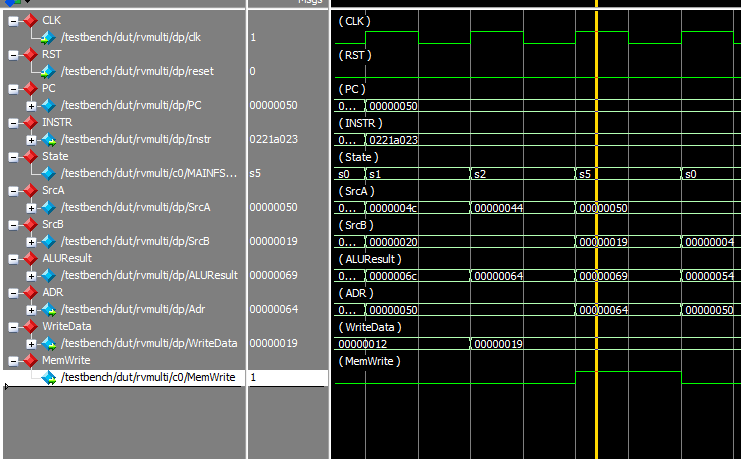 Msgs
CLK (CLK)
/testbench/dut/rvmulti/dp/clk 1
RST (RST)
/testbench/dut/rvmulti/dp/reset 0
PC (PC)
/testbench/dut/rvmulti/dp/PC 00000050 0... 00000050
INSTR (INSTR)
/testbench/dut/rvmulti/dp/Instr 0221a023 0... 0221a023
State (State)
/testbench/dut/rvmulti/c0/MAINFS... s5 s0 s1 s2 s5 s0
SrcA (SrcA)
/testbench/dut/rvmulti/dp/SrcA 00000050 0... 0000004c 00000044 00000050
SrcB (SrcB)
/testbench/dut/rvmulti/dp/SrcB 00000019 0... 00000020 00000019 00000004
ALUResult (ALUResult)
/testbench/dut/rvmulti/dp/ALUResult 00000069 0... 0000006c 00000064 00000069 00000054
ADR (ADR)
/testbench/dut/rvmulti/dp/Adr 00000064 0... 00000050 00000064 00000050
WriteData (WriteData)
/testbench/dut/rvmulti/dp/WriteData 00000019 00000012 00000019
MemWrite (MemWrite)
/testbench/dut/rvmulti/c0/MemWrite 1